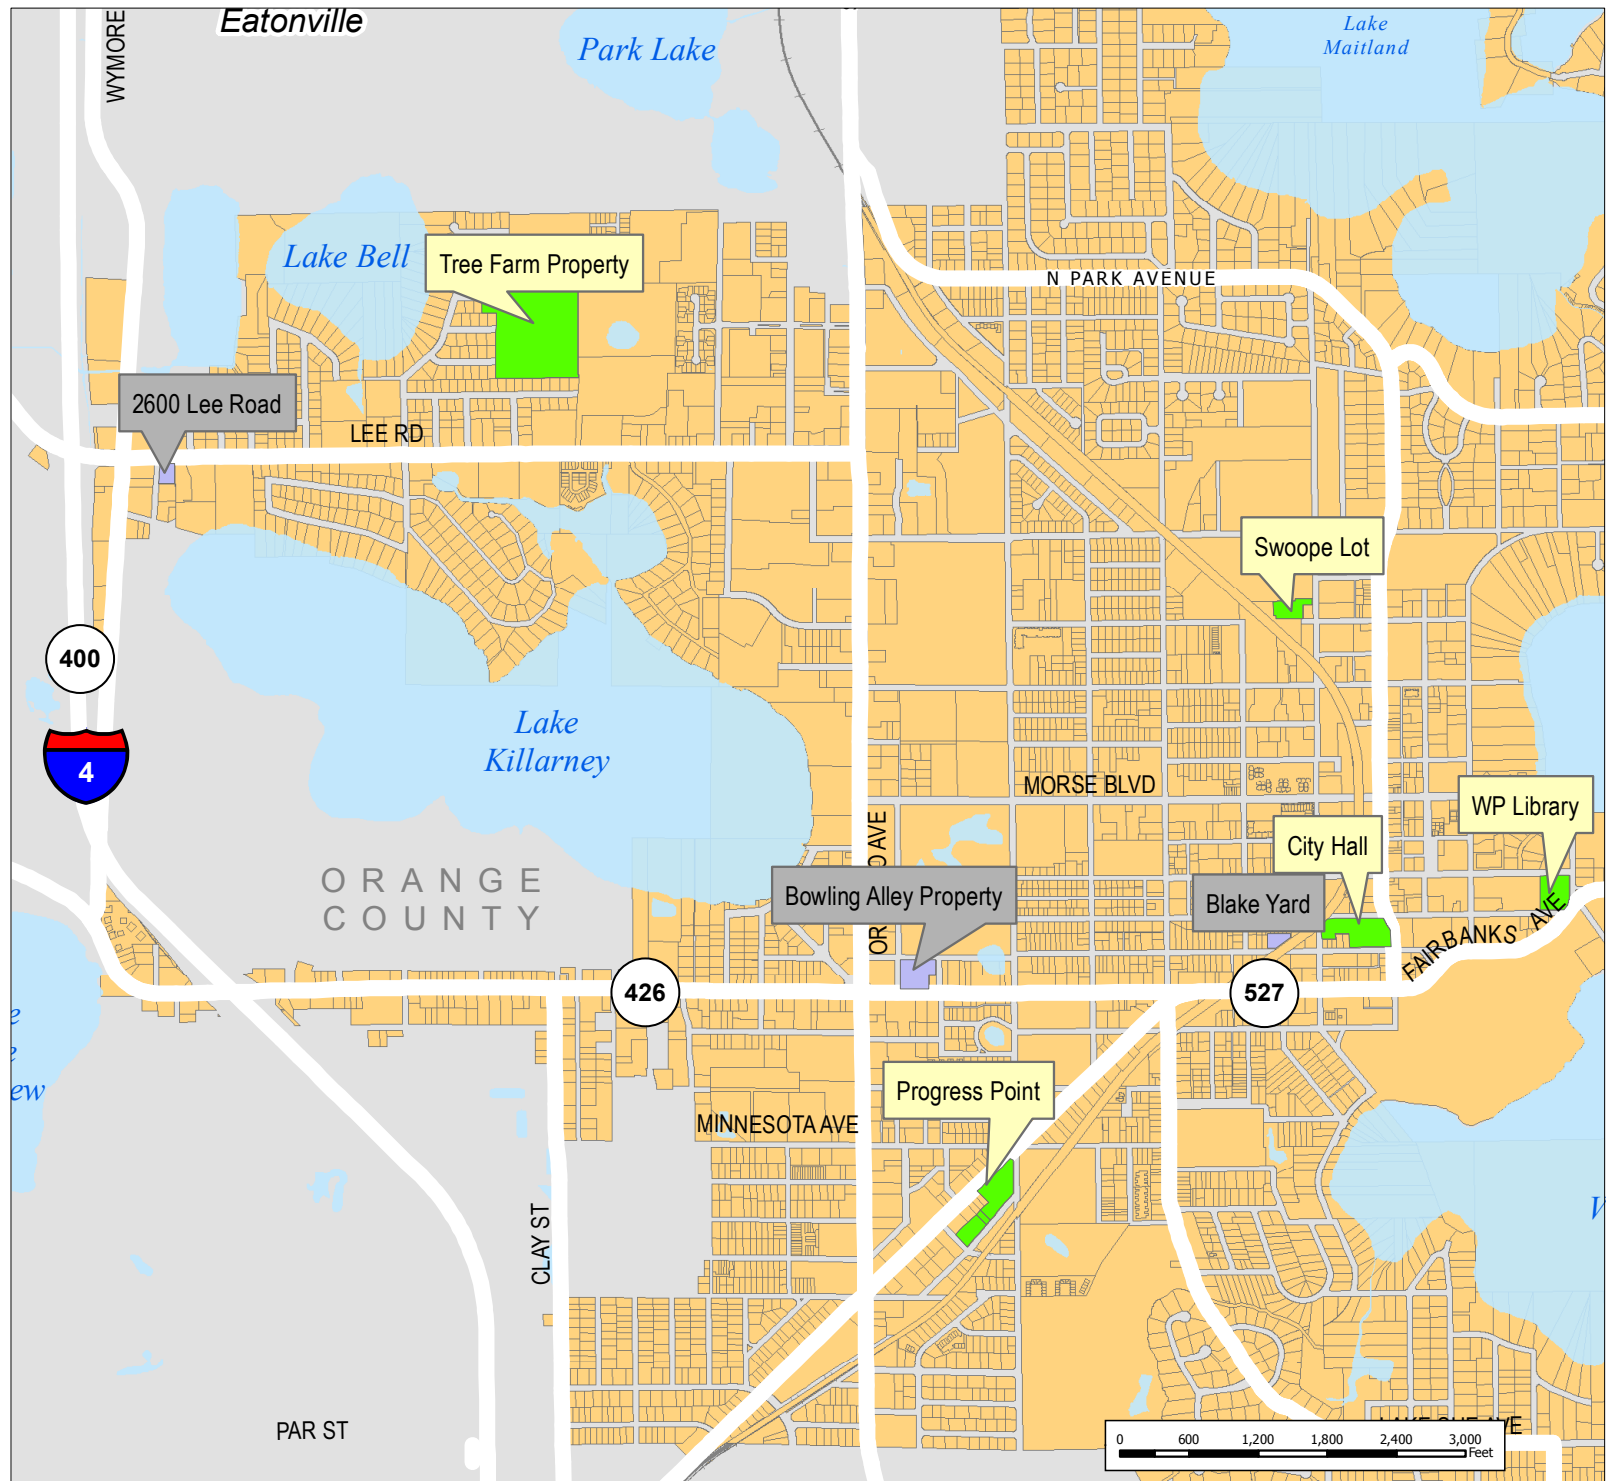 Eatonville
WYMORE
Park Lake
Lake
Maitland
Lake Bell
Tree Farm Property
N PARK AVENUE
2600 Lee Road
LEE RD
Swoope Lot
400
4
Lake
Killarney
MORSE BLVD
WP Library
City Hall
ORANGE
COUNTY
Bowling Alley Property
Blake Yard
FAIRBANKS AVE
426
527
Progress Point
MINNESOTA AVE
CLAY ST
PAR ST
0 600 1,200 1,800 2,400 3,000
Feet